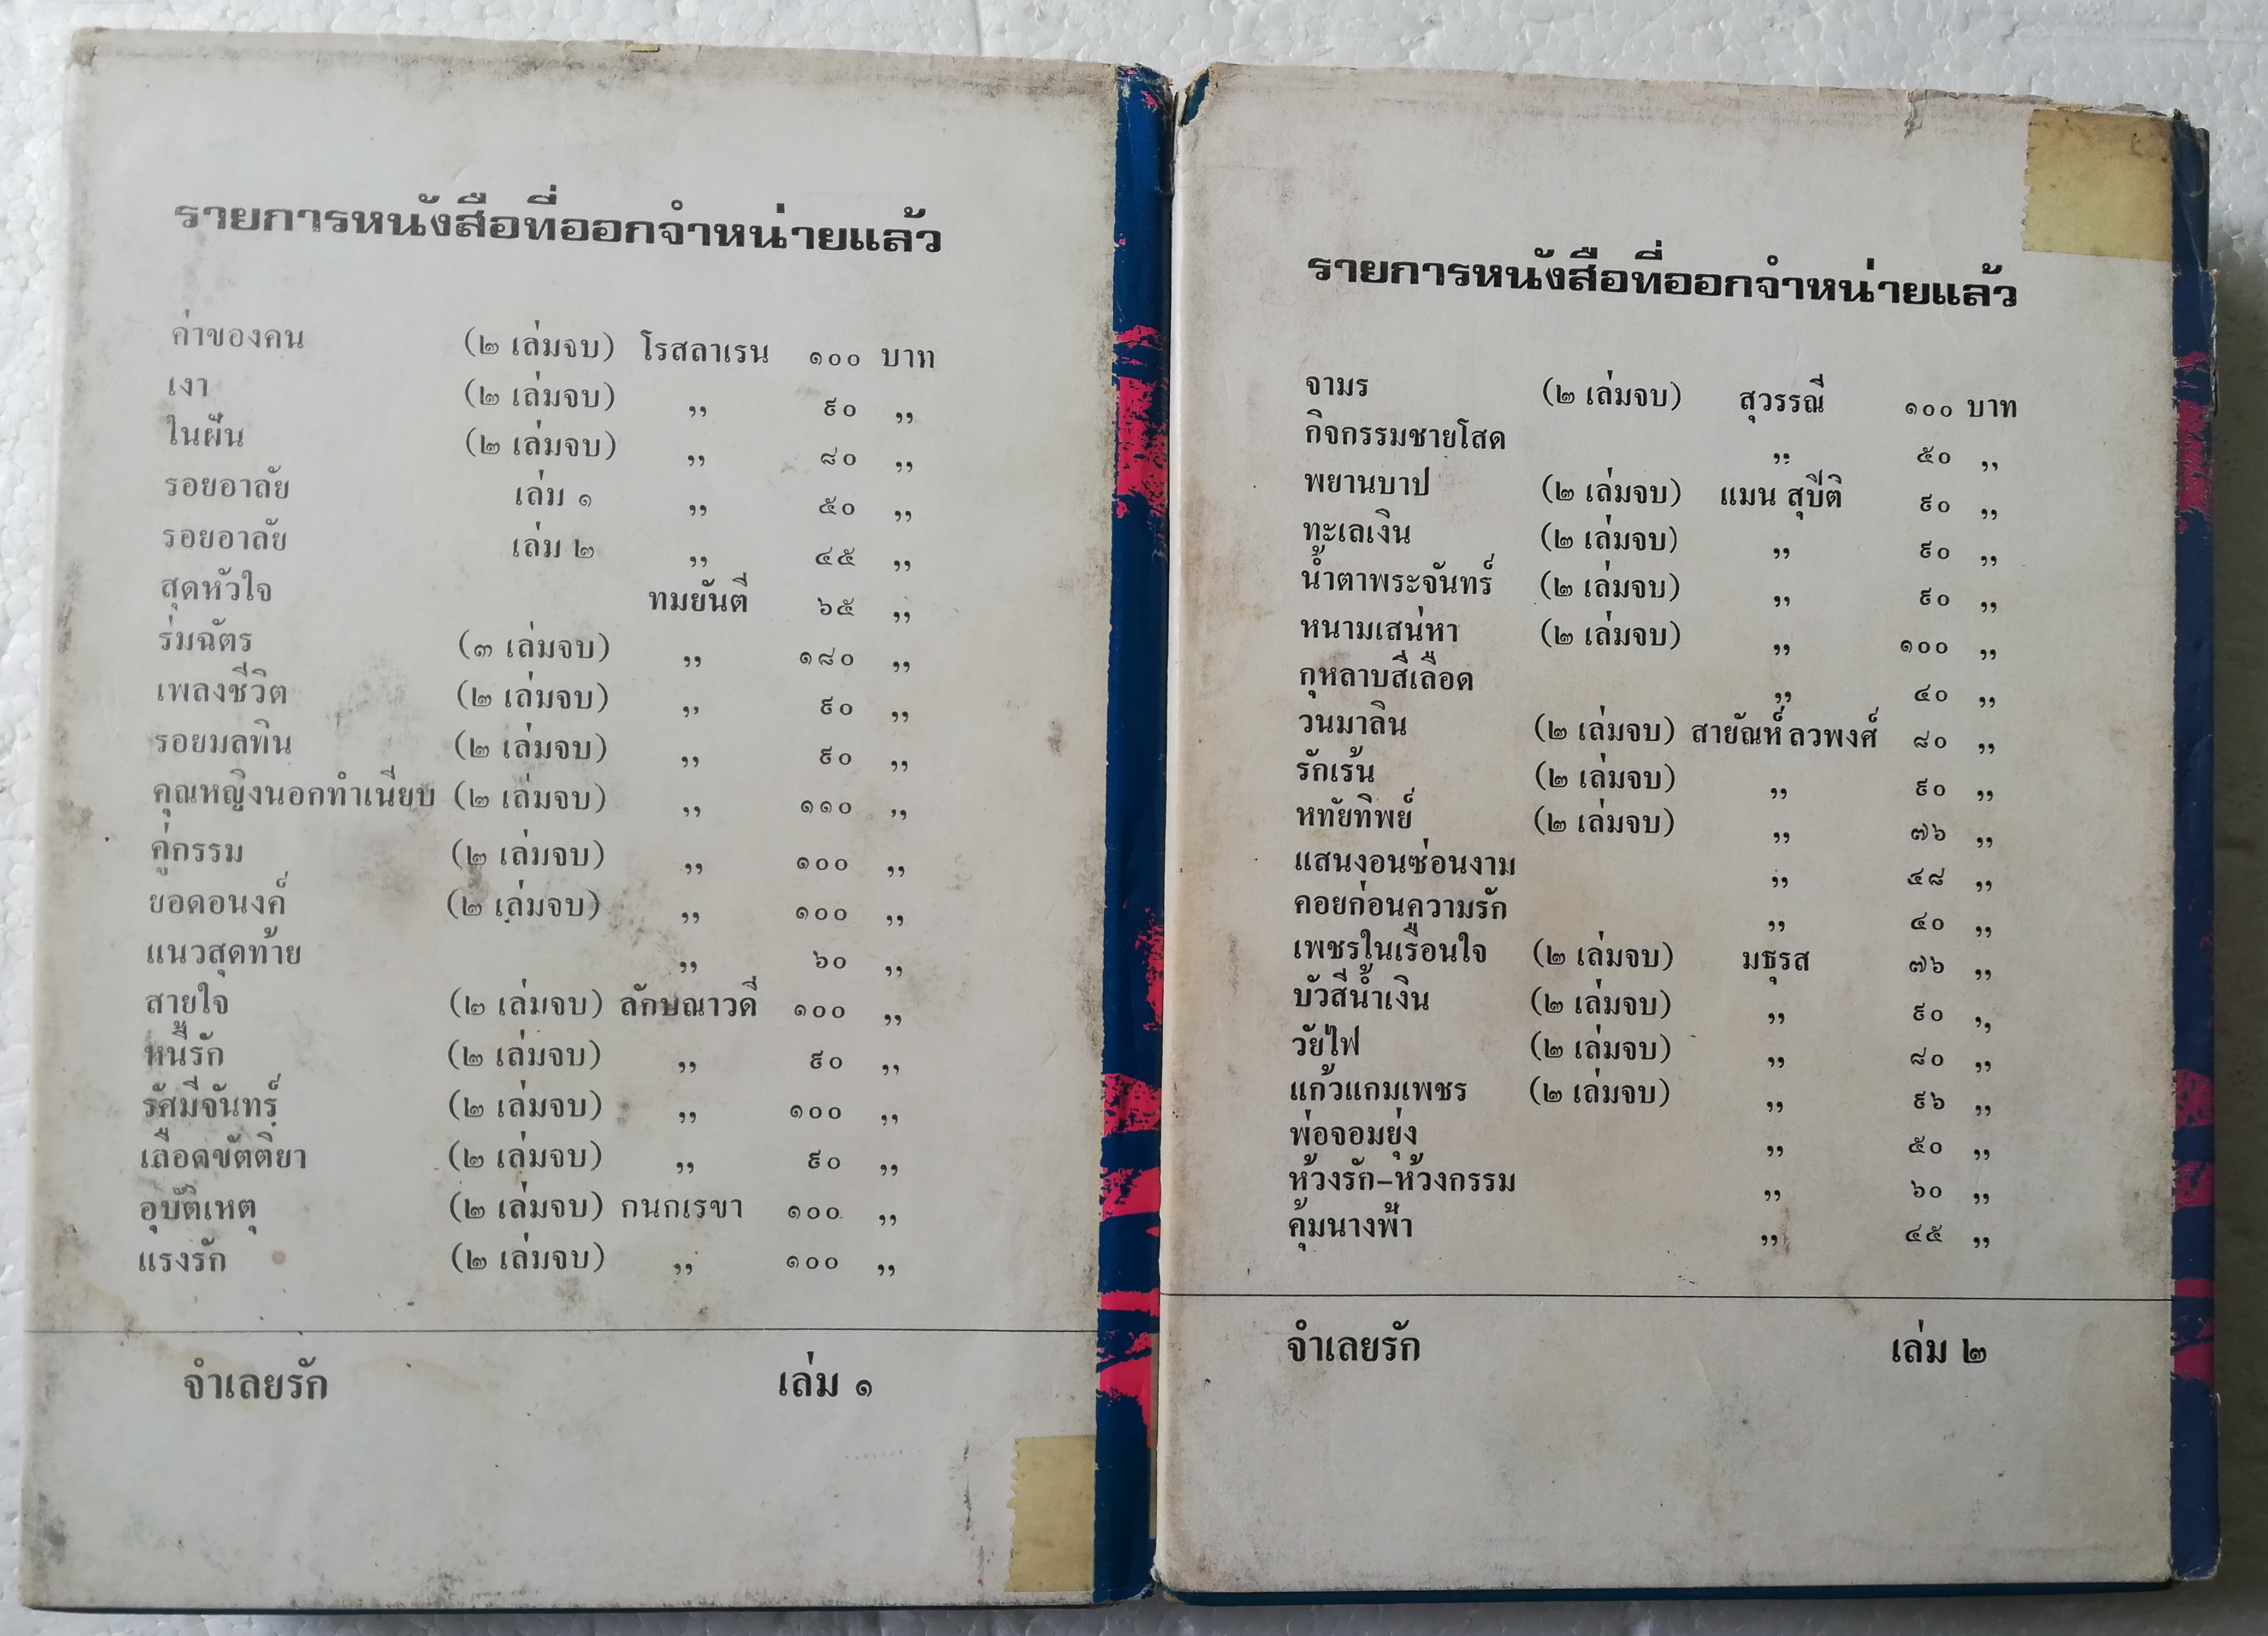 รายการหนังสือที่ออกจำหน่ายแล้ว
ค่าของคน (๒ เล่มจบ) โรสลาเรน ๑๐๐ บาท
เงา (๒ เล่มจบ) ,, ๙๐ ,,
ในฝัน (๒ เล่มจบ) ,, ๘๐ ,,
รอยอาลัย เล่ม ๑ ,, ๕๐ ,,
รอยอาลัย เล่ม ๒ ,, ๔๕ ,,
สุดหัวใจ ทมยันตี ๖๕ ,,
ร่มฉัตร (๓ เล่มจบ) ,, ๑๘๐ ,,
เพลงชีวิต (๒ เล่มจบ) ,, ๙๐ ,,
รอยมลทิน (๒ เล่มจบ) ,, ๙๐ ,,
คุณหญิงนอกทำเนียบ (๒ เล่มจบ) ,, ๑๑๐ ,,
คู่กรรม (๒ เล่มจบ) ,, ๑๐๐ ,,
ยอดอนงค์ (๒ เล่มจบ) ,, ๑๐๐ ,,
แนวสุดท้าย ,, ๖๐ ,,
สายใจ (๒ เล่มจบ) ลักษณาวดี ๑๐๐ ,,
หนี้รัก (๒ เล่มจบ) ,, ๙๐ ,,
รัศมีจันทร์ (๒ เล่มจบ) ,, ๑๐๐ ,,
เลือดขัตติยา (๒ เล่มจบ) ,, ๙๐ ,,
อุบัติเหตุ (๒ เล่มจบ) กนกเรขา ๑๐๐ ,,
แรงรัก (๒ เล่มจบ) ,, ๑๐๐ ,,
จำเลยรัก เล่ม ๑
รายการหนังสือที่ออกจำหน่ายแล้ว
จามร (๒ เล่มจบ) สุวรรณี ๑๐๐ บาท
กิจกรรมชายโสด ,, ๕๐ ,,
พยานบาป (๒ เล่มจบ) แมน สุปีติ ๙๐ ,,
ทะเลเงิน (๒ เล่มจบ) ,, ๙๐ ,,
น้ำตาพระจันทร์ (๒ เล่มจบ) ,, ๙๐ ,,
หนามเสน่หา (๒ เล่มจบ) ,, ๑๐๐ ,,
กุหลาบสีเลือด ,, ๔๐ ,,
วนมาลิน (๒ เล่มจบ) สายัณห์ ลวพงศ์ ๘๐ ,,
รักเร้น (๒ เล่มจบ) ,, ๙๐ ,,
หทัยทิพย์ (๒ เล่มจบ) ,, ๗๖ ,,
แสนงอนซ่อนงาม ,, ๔๘ ,,
คอยก่อนความรัก ,, ๔๐ ,,
เพชรในเรือนใจ (๒ เล่มจบ) มธุรส ๗๖ ,,
บัวสีน้ำเงิน (๒ เล่มจบ) ,, ๙๐ ,,
วัยไฟ (๒ เล่มจบ) ,, ๘๐ ,,
แก้วแกมเพชร (๒ เล่มจบ) ,, ๙๖ ,,
พ่อจอมยุ่ง ,, ๕๐ ,,
ห้วงรัก-ห้วงกรรม ,, ๖๐ ,,
คุ้มนางฟ้า ,, ๔๕ ,,
จำเลยรัก เล่ม ๒